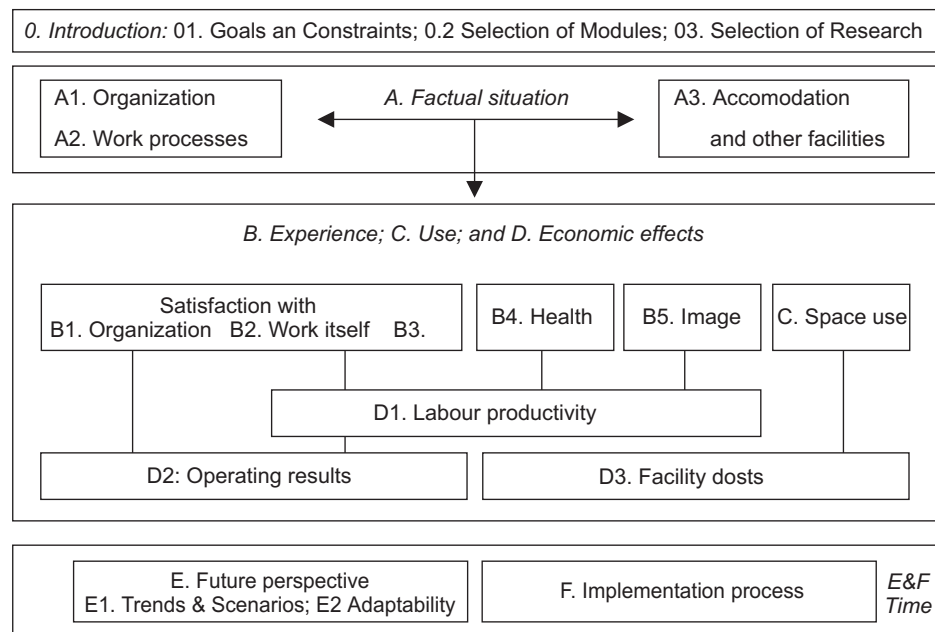 0. Introduction: 01. Goals an Constraints; 0.2 Selection of Modules; 03. Selection of Research
A1. Organization
A2. Work processes
A. Factual situation
A3. Accomodation
and other facilities
B. Experience; C. Use; and D. Economic effects
Satisfaction with
B1. Organization B2. Work itself B3.
B4. Health
B5. Image
C. Space use
D1. Labour productivity
D2: Operating results
D3. Facility dosts
E. Future perspective
E1. Trends & Scenarios; E2 Adaptability
F. Implementation process
E&F
Time